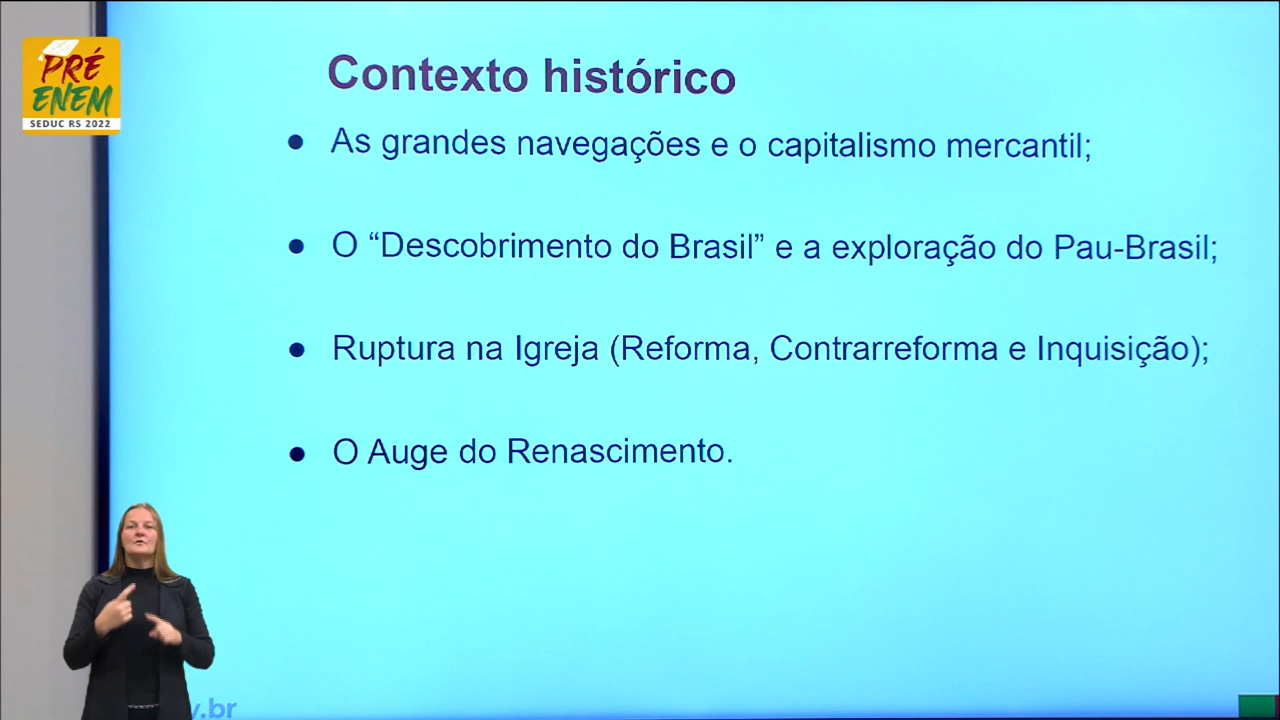 PRÉ
ENEM
SEDUC RS 2022
Contexto histórico
● As grandes navegações e o capitalismo mercantil;
● O “Descobrimento do Brasil” e a exploração do Pau-Brasil;
● Ruptura na Igreja (Reforma, Contrarreforma e Inquisição);
● O Auge do Renascimento.
.br